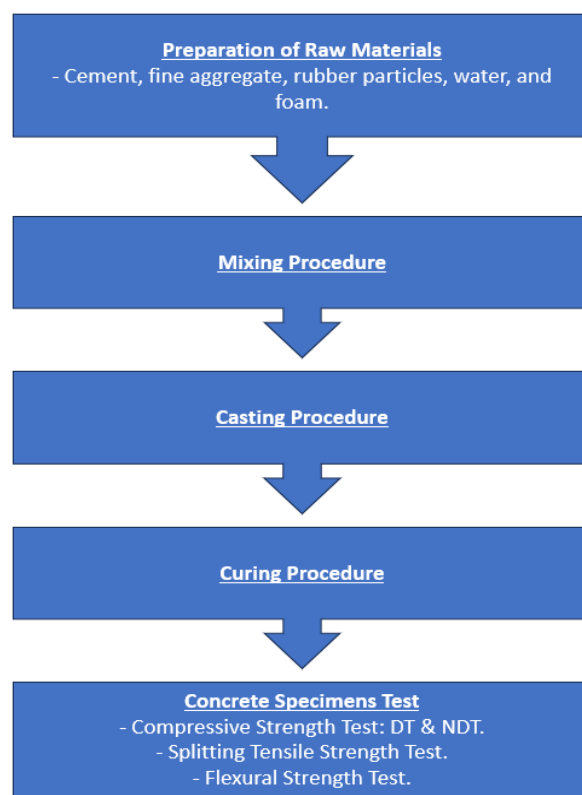 Preparation of Raw Materials
- Cement, fine aggregate, rubber particles, water, and
foam.
Mixing Procedure
Casting Procedure
Curing Procedure
Concrete Specimens Test
- Compressive Strength Test: DT & NDT.
- Splitting Tensile Strength Test.
- Flexural Strength Test.